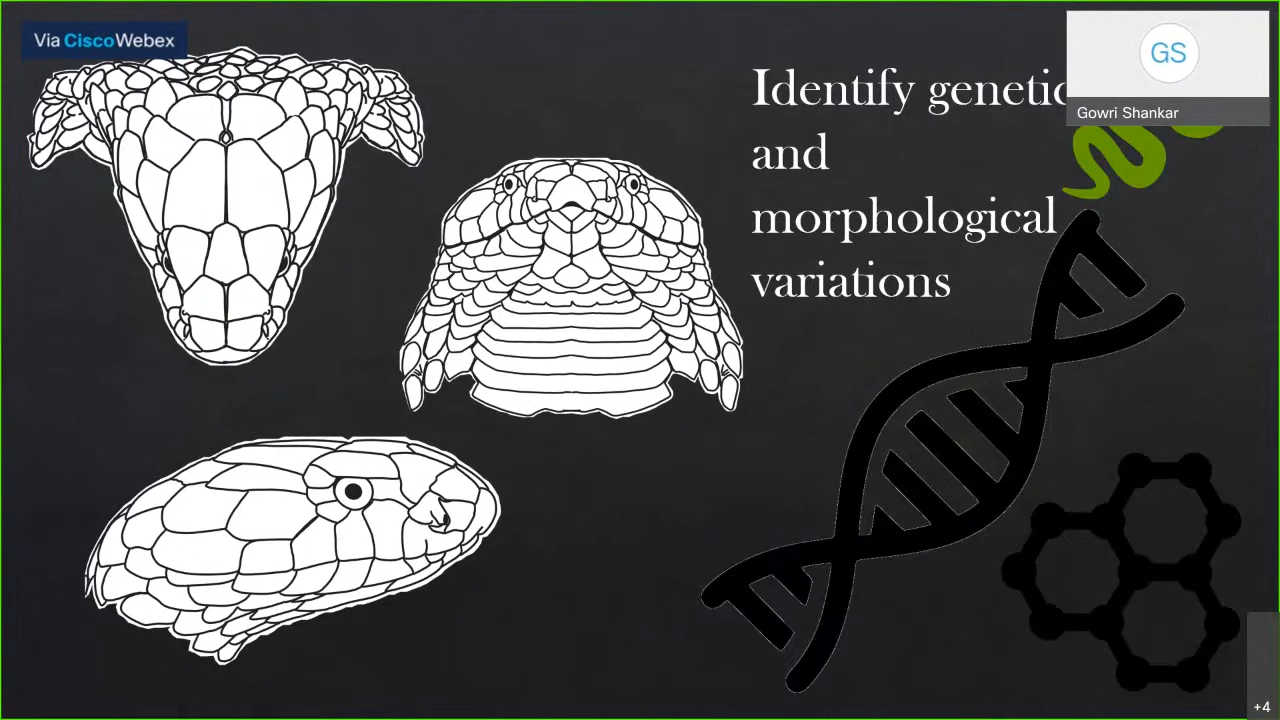 Via CiscoWebex
GS
Gowri Shankar
Identify genetic
and
morphological
variations
+4